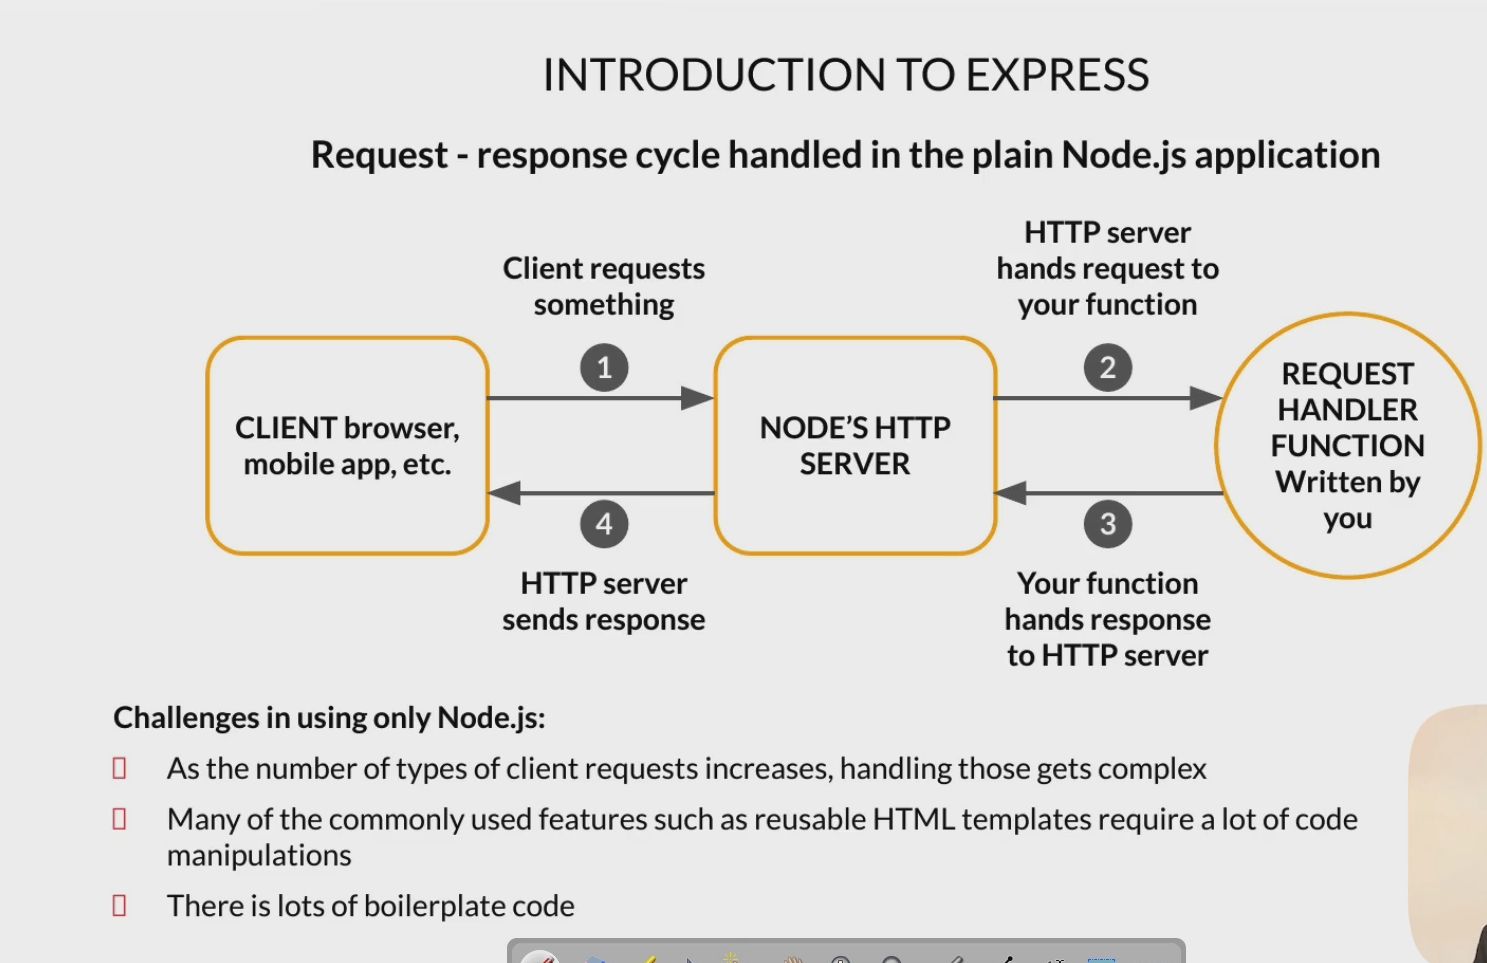 INTRODUCTION TO EXPRESS
Request - response cycle handled in the plain Node.js application
Client requests
something
HTTP server
hands request to
your function
1
2
CLIENT browser,
mobile app, etc.
NODE'S HTTP
SERVER
REQUEST
HANDLER
FUNCTION
Written by
you
4
3
HTTP server
sends response
Your function
hands response
to HTTP server
Challenges in using only Node.js:
As the number of types of client requests increases, handling those gets complex
Many of the commonly used features such as reusable HTML templates require a lot of code
manipulations
There is lots of boilerplate code